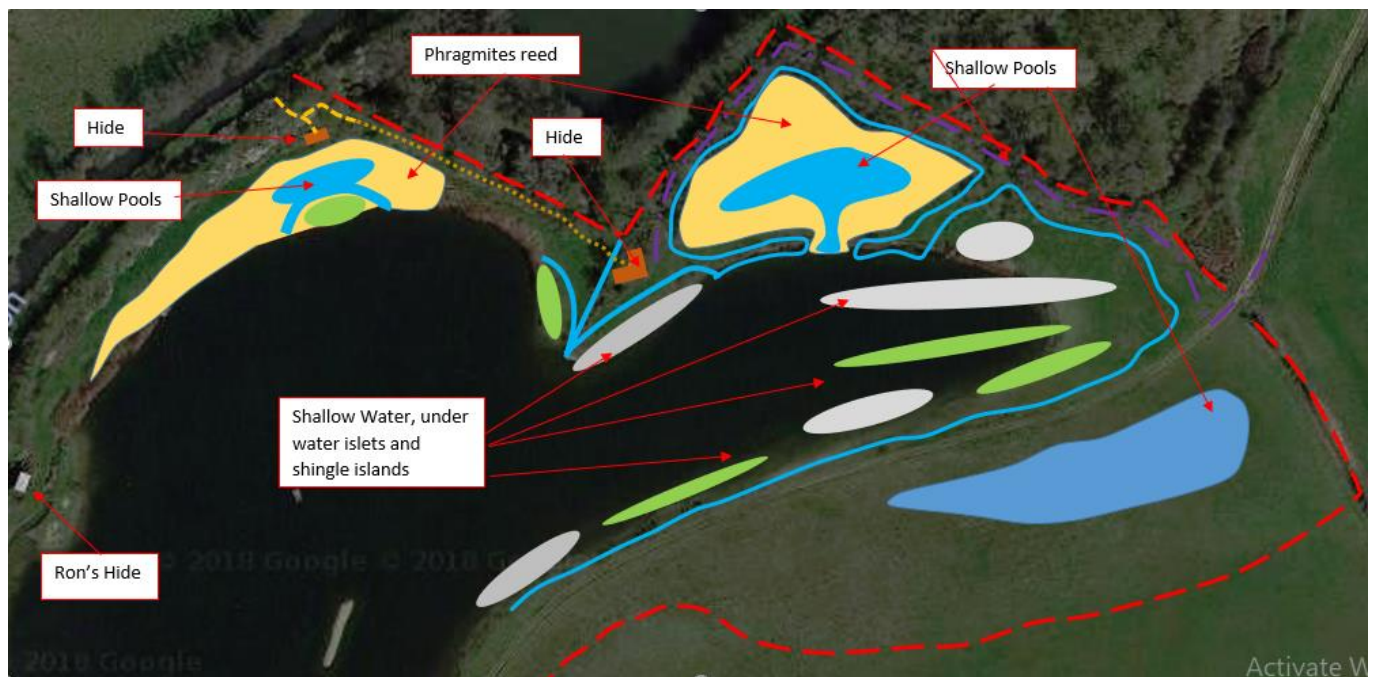 Phragmites reed
Shallow Pools
Hide
Hide
Shallow Pools
Shallow Water, under
water islets and
shingle islands
Ron's Hide
© 2018 Google © 2018 Goog
2018 Google
Activate W